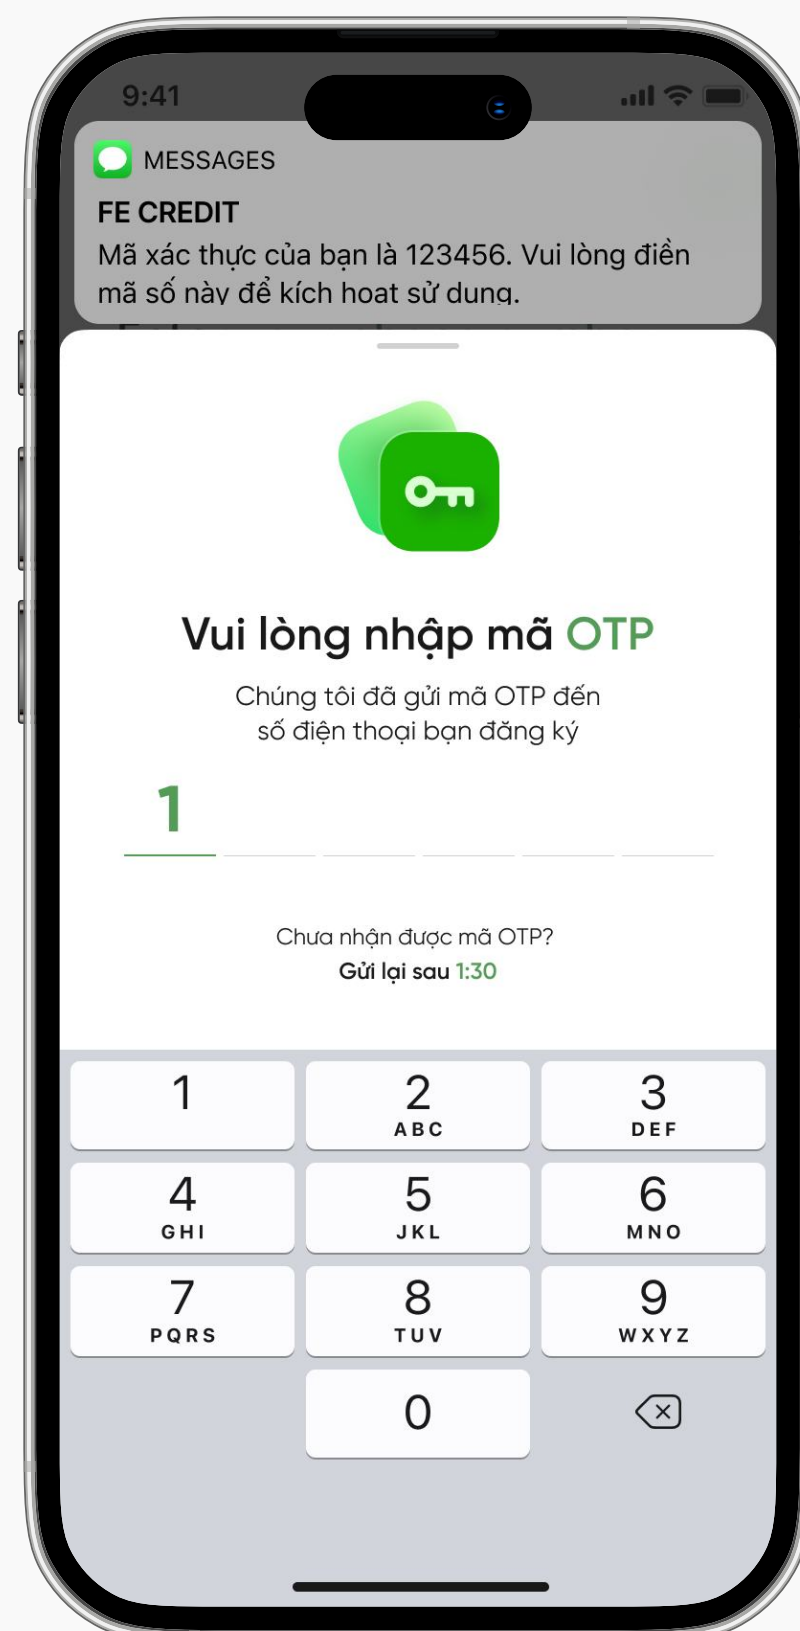 9:41
MESSAGES
FE CREDIT
Mã xác thực của bạn là 123456. Vui lòng điền
mã số này để kích hoạt sử dụng.
Vui lòng nhập mã OTP
Chúng tôi đã gửi mã OTP đến
số điện thoại bạn đăng ký
1
Chưa nhận được mã OTP?
Gửi lại sau 1:30
1 2 3
ABC DEF
4 5 6
GHI JKL MNO
7 8 9
PQRS TUV WXYZ
0